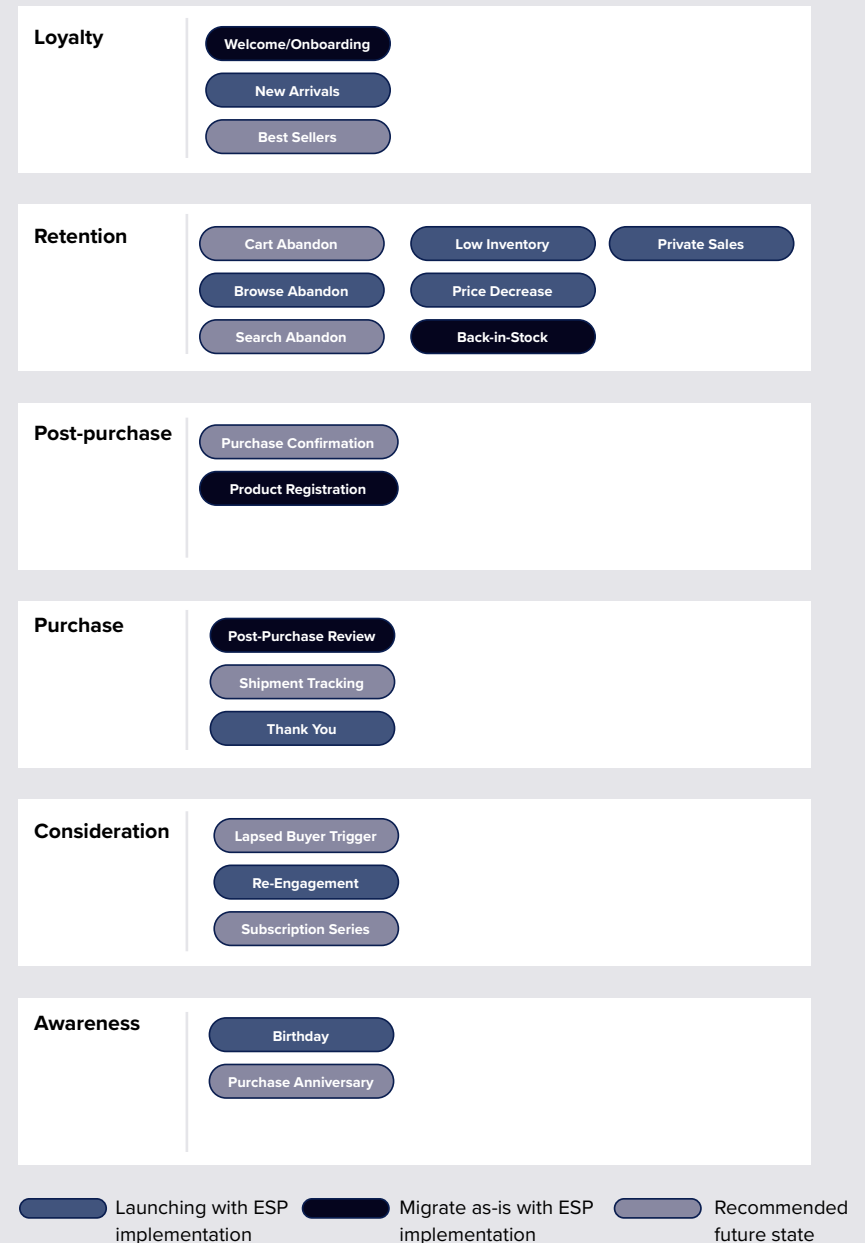 Loyalty
Welcome/Onboarding
New Arrivals
Best Sellers
Retention
Cart Abandon
Low Inventory
Private Sales
Browse Abandon
Price Decrease
Search Abandon
Back-in-Stock
Post-purchase
Purchase Confirmation
Product Registration
Purchase
Post-Purchase Review
Shipment Tracking
Thank You
Consideration
Lapsed Buyer Trigger
Re-Engagement
Subscription Series
Awareness
Birthday
Purchase Anniversary
Launching with ESP
implementation
Migrate as-is with ESP
implementation
Recommended
future state